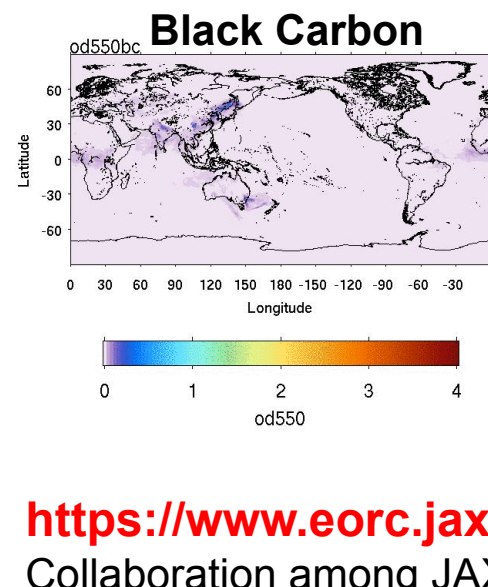 Black Carbon
od550bc
60
30
0
-30
-60
Latitude
0 30 60 90 120 150 180 -150 -120 -90 -60 -30
Longitude
0 1 2 3 4
od550
https://www.eorc.jax
Collaboration among JAX